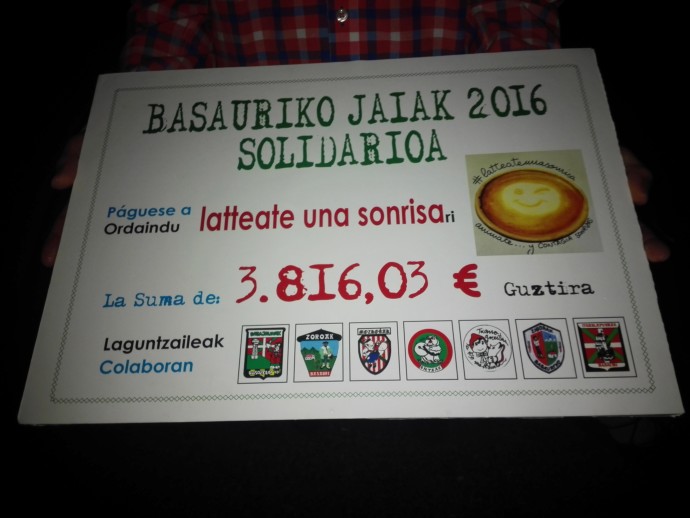 BASAURIKO JAIAK 2016
SOLIDARIOA
#latteateunasonrisa
Páguese a
Ordaindu
latteate una sonrisari
La Suma de:
3.816,03 €
Guztira
Laguntzaileak
Colaboran
ZOROAK